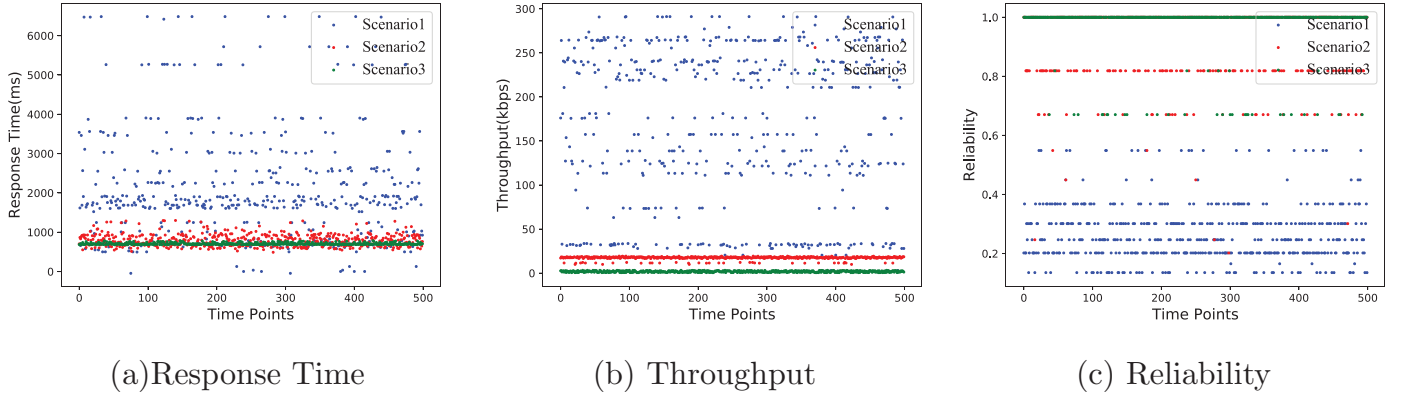 6000
5000
4000
3000
2000
1000
0
Response Time(ms)
Scenario1
Scenario2
Scenario3
0 100 200 300 400 500
Time Points
300
250
200
150
100
50
0
Throughput(kbps)
Scenario1
Scenario2
Scenario3
0 100 200 300 400 500
Time Points
1.0
0.8
0.6
0.4
0.2
Reliability
Scenario1
Scenario2
Scenario3
0 100 200 300 400 500
Time Points
(a)Response Time
(b) Throughput
(c) Reliability